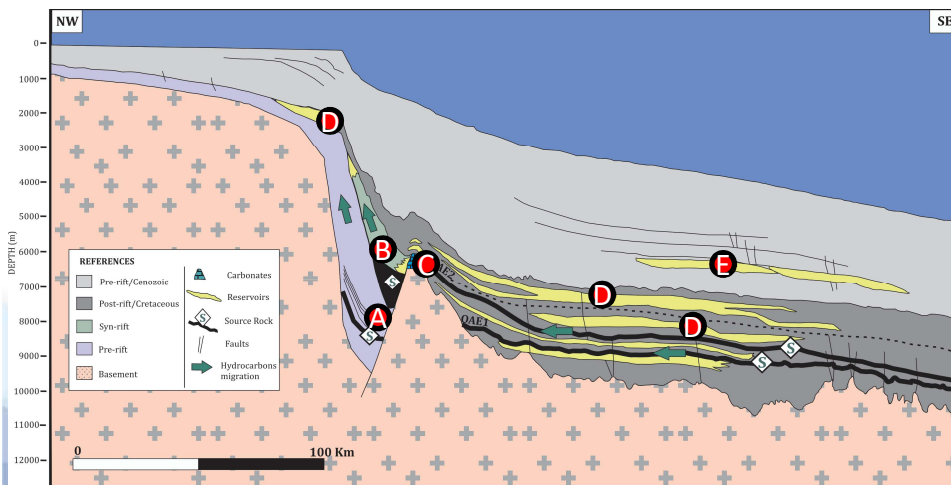 NW
SE
0
1000
2000
3000
4000
5000
6000
7000
8000
9000
10000
11000
12000
DEPTH (m)
D
B
C
A
D
D
E
QAE1
S
S
S
S
REFERENCES
Pre-rift/Cenozoic
Post-rift/Cretaceous
Syn-rift
Pre-rift
Basement
Carbonates
Reservoirs
S
Source Rock
Faults
Hydrocarbons
migration
0
100 Km